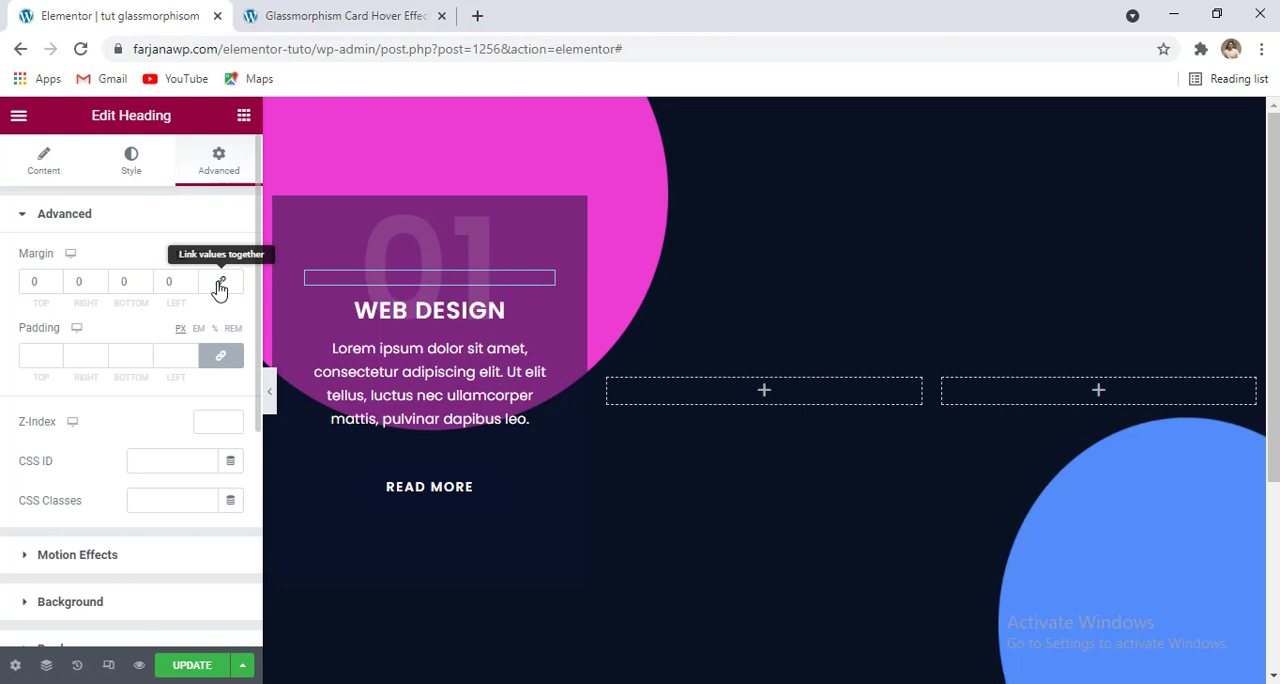 Elementor | tut glassmorphisom
Glassmorphism Card Hover Effec
farjanawp.com/elementor-tuto/wp-admin/post.php?post=1256&action=elementor#
Apps Gmail YouTube Maps Reading list
Edit Heading
Content Style Advanced
Advanced
Margin
Link values together
0 0 0 0
TOP RIGHT BOTTOM LEFT
Padding PX EM % REM
TOP RIGHT BOTTOM LEFT
Z-Index
CSS ID
CSS Classes
Motion Effects
Background
UPDATE
01
WEB DESIGN
Lorem ipsum dolor sit amet,
consectetur adipiscing elit. Ut elit
tellus, luctus nec ullamcorper
mattis, pulvinar dapibus leo.
READ MORE
Activate Windows
Go to Settings to activate Windows.